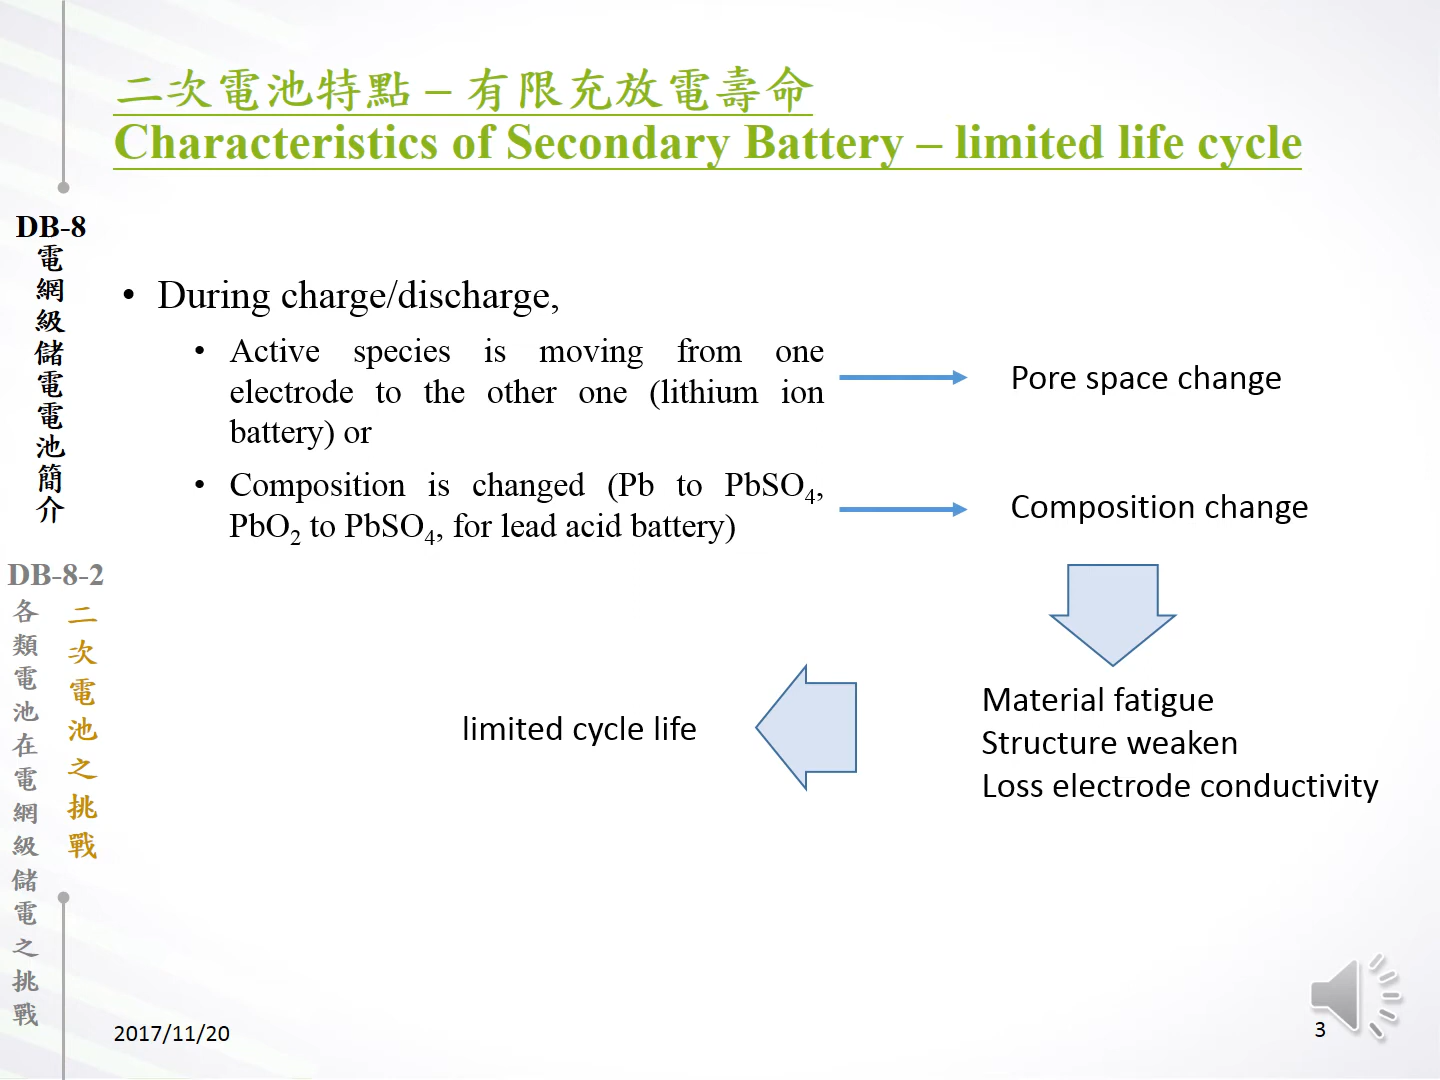 二次電池特點 – 有限充放電壽命
Characteristics of Secondary Battery – limited life cycle
DB-8
電網級儲電電池簡介
DB-8-2
各類電池在電網級儲電之挑戰
二次電池之挑戰
• During charge/discharge,
• Active species is moving from one
electrode to the other one (lithium ion
battery) or
• Composition is changed (Pb to PbSO4,
PbO2 to PbSO4, for lead acid battery)
Pore space change
Composition change
Material fatigue
Structure weaken
Loss electrode conductivity
limited cycle life
2017/11/20
3